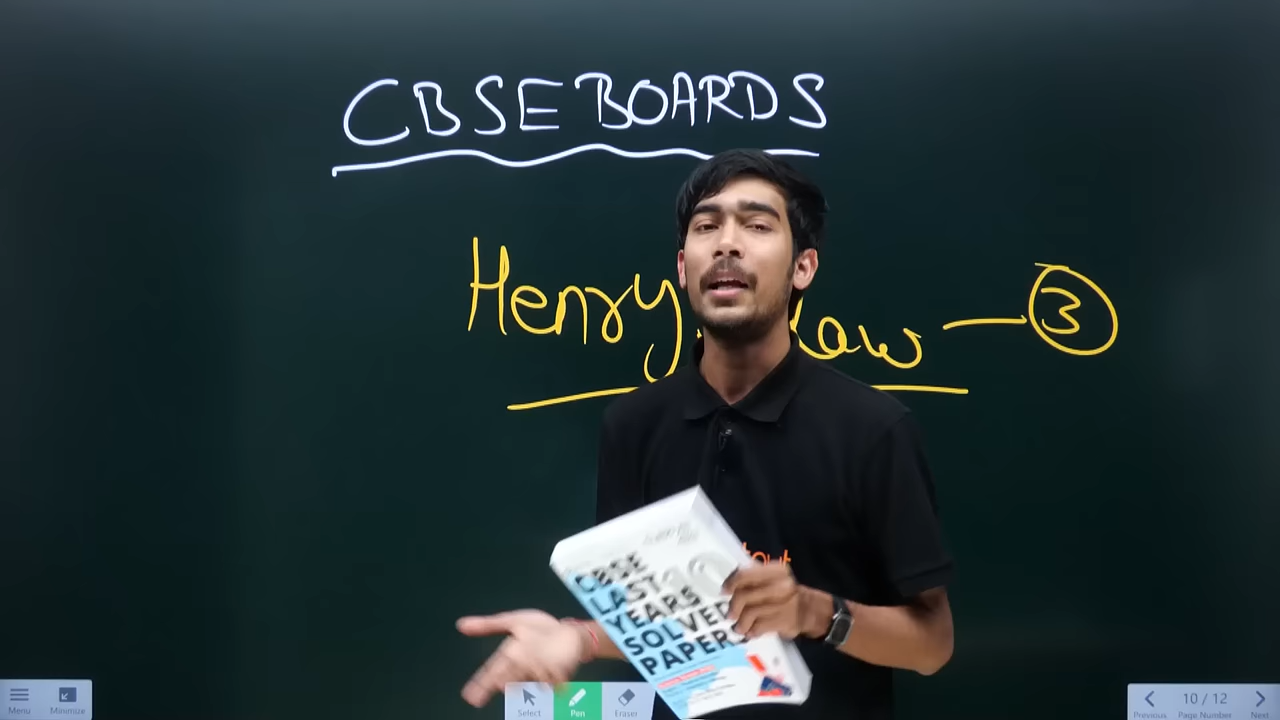 CBSE BOARDS
Henry Law — 3
CBSE
LAST 10
YEARS
SOLVED
PAPERS
Menu
Minimize
Select
Pen
Eraser
10 / 12
Previous
Page Number
Next